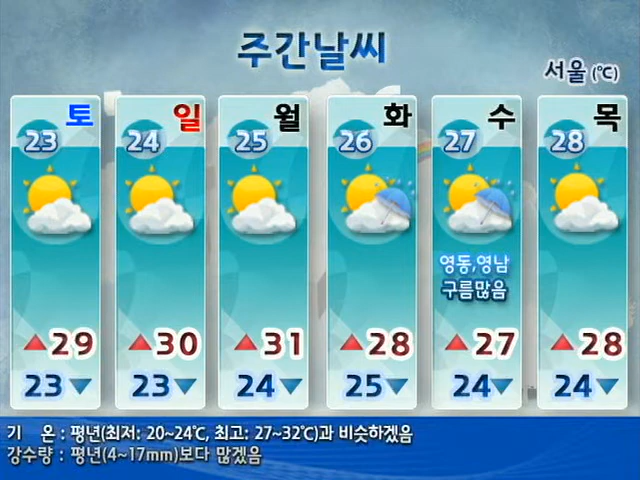 주간날씨
서울 (℃)
토 일 월 화 수 목
23 24 25 26 27 28
영동,영남
구름많음
▲29 ▲30 ▲31 ▲28 ▲27 ▲28
23▼ 23▼ 24▼ 25▼ 24▼ 24▼
기 온 : 평년(최저: 20~24℃, 최고: 27~32℃)과 비슷하겠음
강수량 : 평년(4~17mm)보다 많겠음